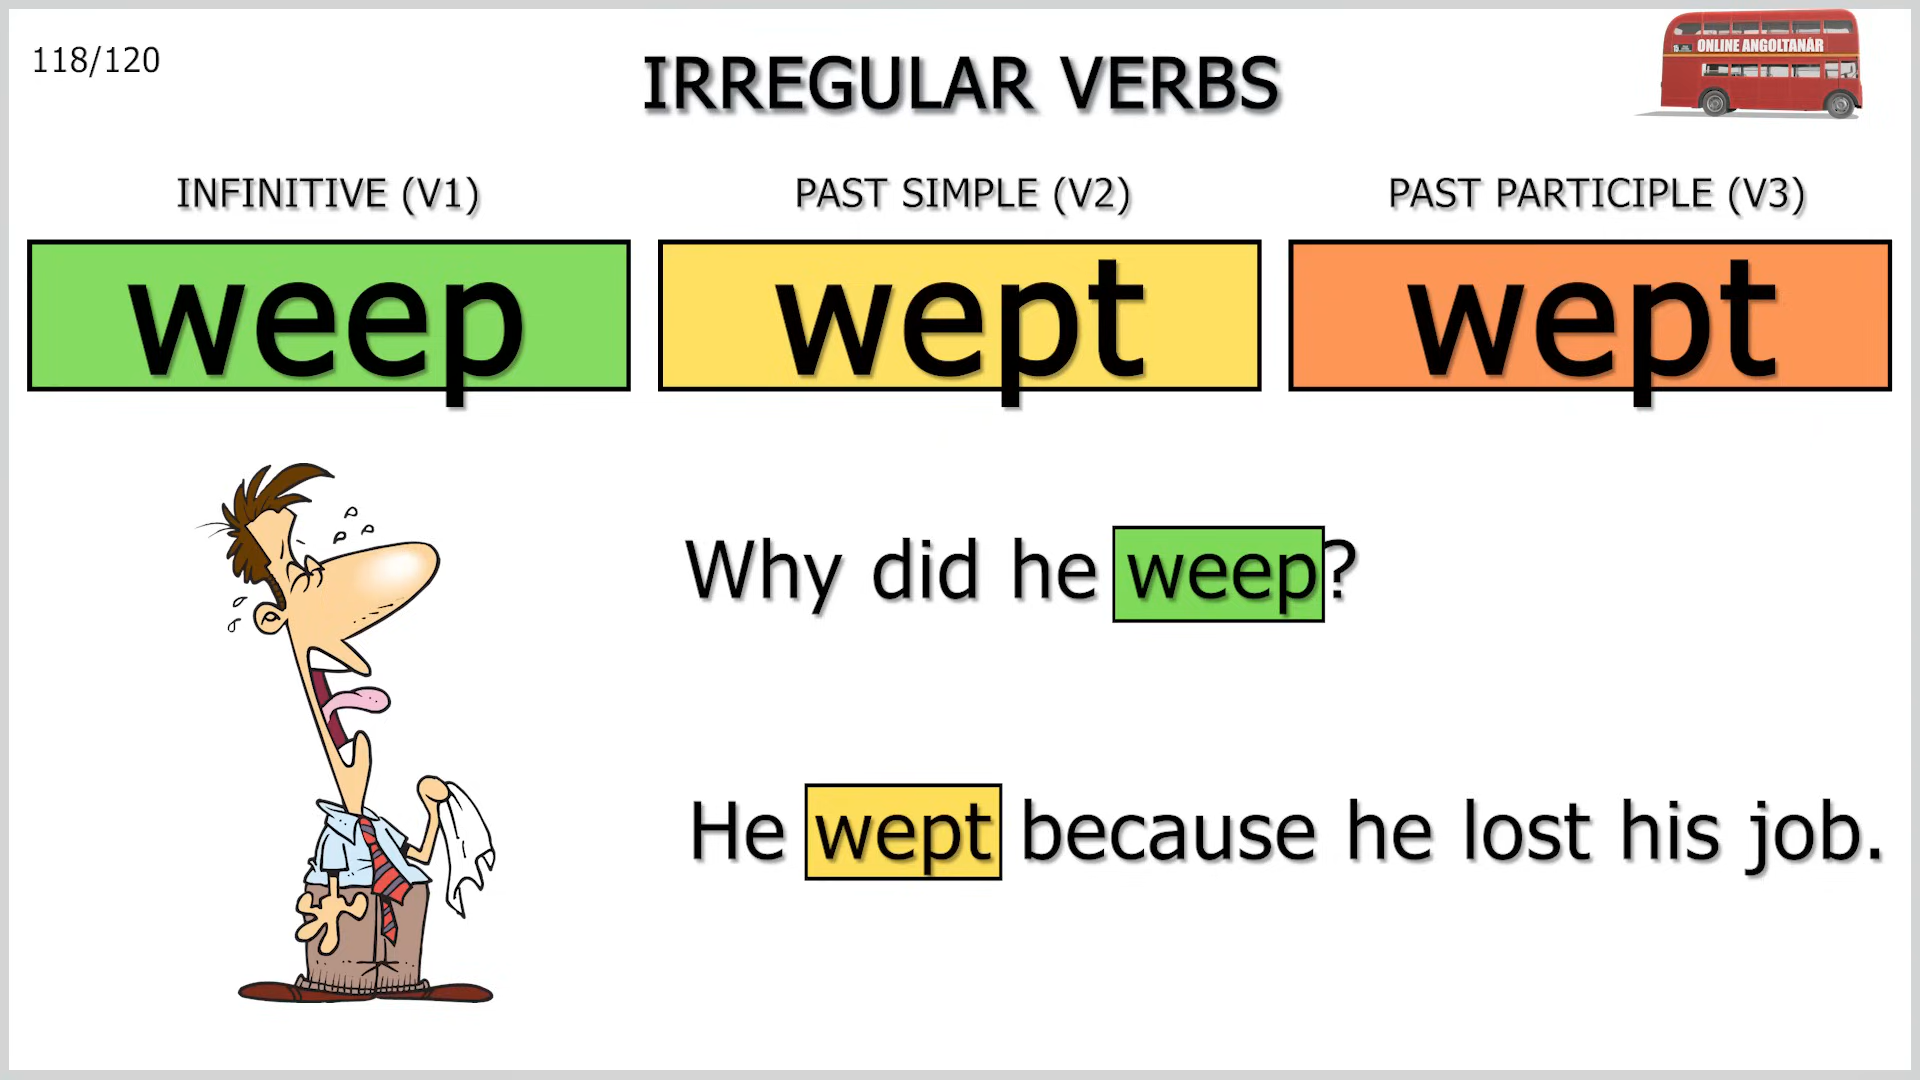 118/120
IRREGULAR VERBS
ONLINE ANGOLTANÁR
INFINITIVE (V1)
PAST SIMPLE (V2)
PAST PARTICIPLE (V3)
weep
wept
wept
Why did he weep?
He wept because he lost his job.